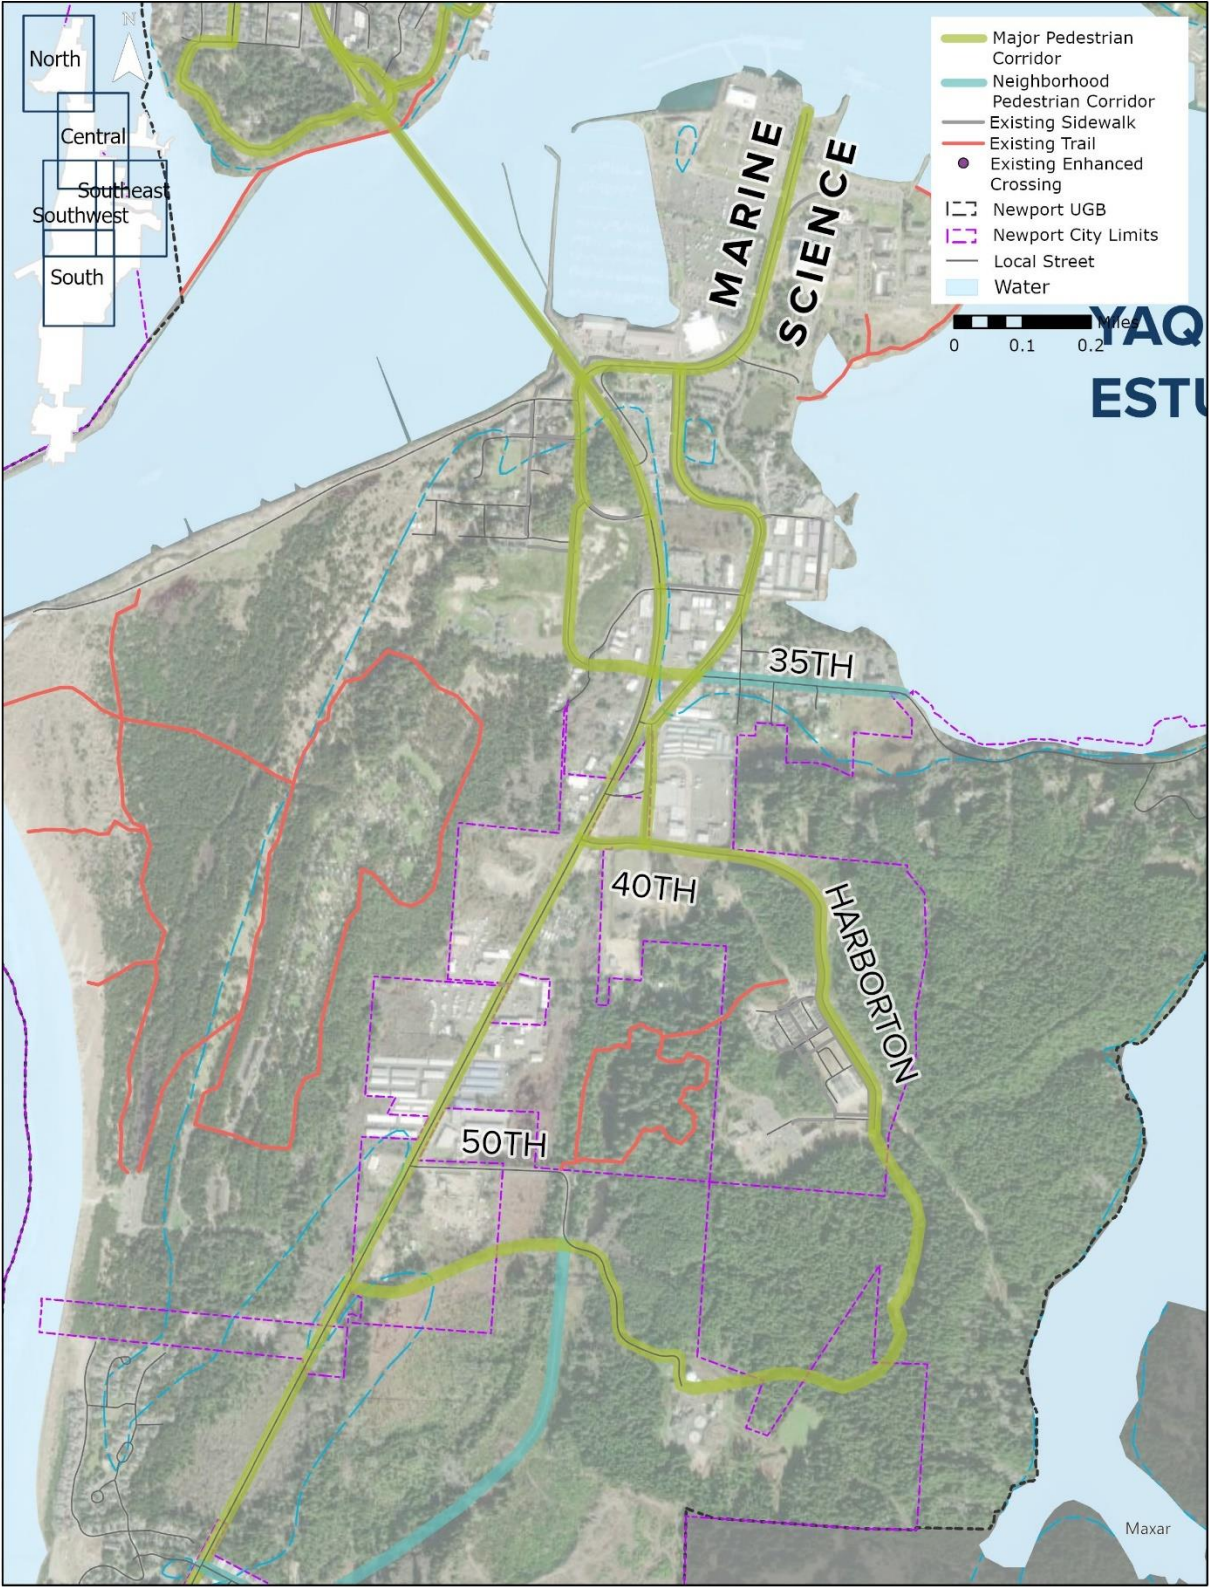 N
North
Central
Southeast
Southwest
South
Major Pedestrian
Corridor
Neighborhood
Pedestrian Corridor
Existing Sidewalk
Existing Trail
Existing Enhanced
Crossing
Newport UGB
Newport City Limits
Local Street
Water
Miles
0 0.1 0.2
YAQ
ESTU
MARINE
SCIENCE
35TH
40TH
HARBORTON
50TH
Maxar